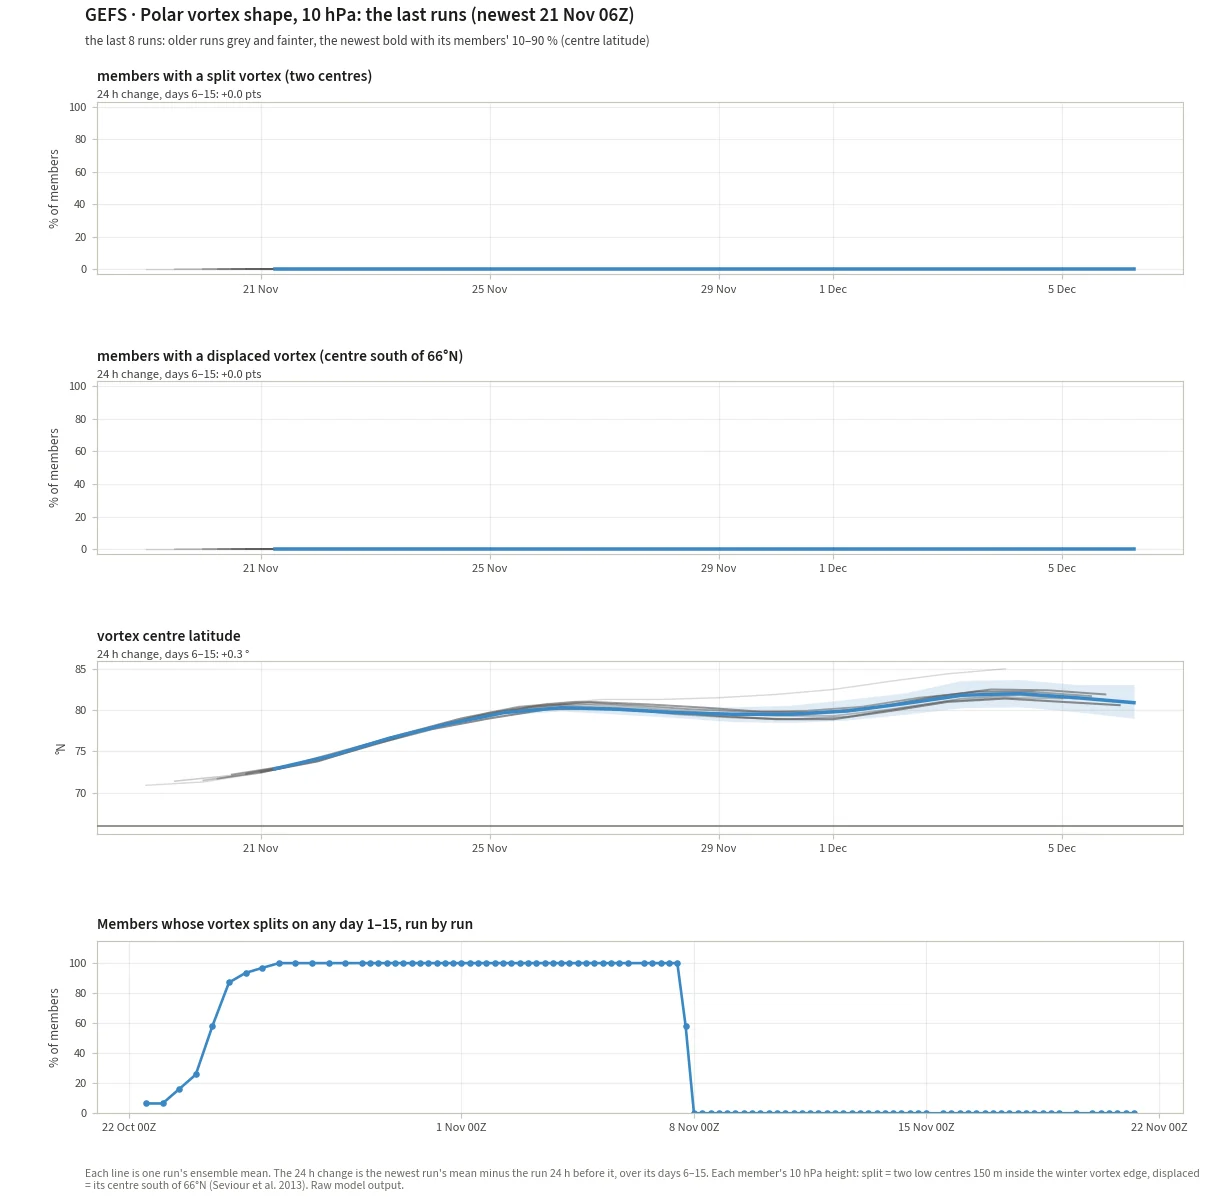 GEFS · Polar vortex shape, 10 hPa: the last runs (newest 21 Nov 06Z)
the last 8 runs: older runs grey and fainter, the newest bold with its members' 10–90 % (centre latitude)
members with a split vortex (two centres)
24 h change, days 6–15: +0.0 pts
100
80
60
40
20
0
% of members
21 Nov
25 Nov
29 Nov
1 Dec
5 Dec
members with a displaced vortex (centre south of 66°N)
24 h change, days 6–15: +0.0 pts
100
80
60
40
20
0
% of members
21 Nov
25 Nov
29 Nov
1 Dec
5 Dec
vortex centre latitude
24 h change, days 6–15: +0.3 °
85
80
75
70
°N
21 Nov
25 Nov
29 Nov
1 Dec
5 Dec
Members whose vortex splits on any day 1–15, run by run
100
80
60
40
20
0
% of members
22 Oct 00Z
1 Nov 00Z
8 Nov 00Z
15 Nov 00Z
22 Nov 00Z
Each line is one run's ensemble mean. The 24 h change is the newest run's mean minus the run 24 h before it, over its days 6–15. Each member's 10 hPa height: split = two low centres 150 m inside the winter vortex edge, displaced
= its centre south of 66°N (Seviour et al. 2013). Raw model output.